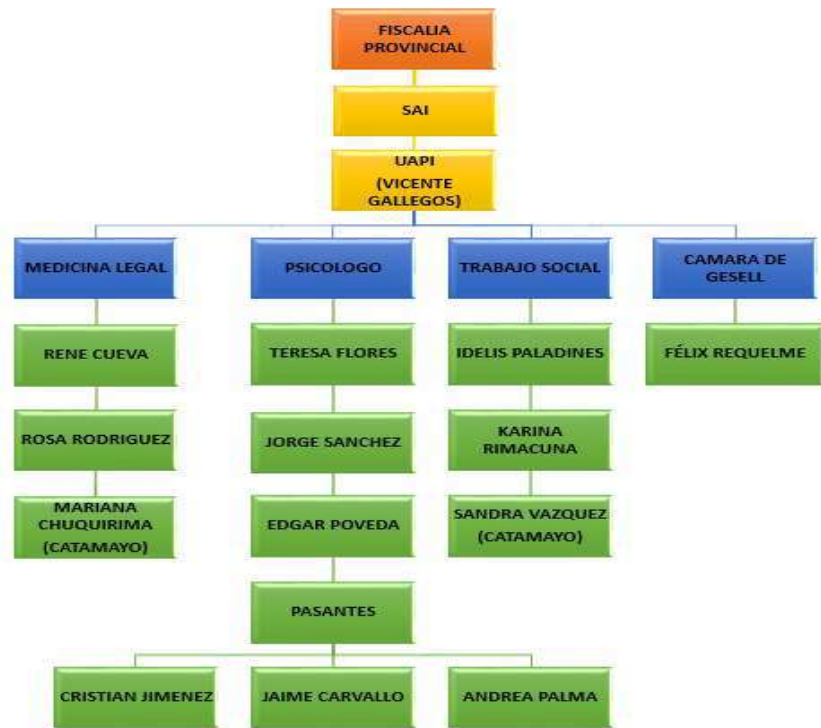 FISCALIA
PROVINCIAL
SAI
UAPI
(VICENTE
GALLEGOS)
MEDICINA LEGAL
PSICOLOGO
TRABAJO SOCIAL
CAMARA DE
GESELL
RENE CUEVA
TERESA FLORES
IDELIS PALADINES
FÉLIX REQUELME
ROSA RODRIGUEZ
JORGE SANCHEZ
KARINA
RIMACUNA
MARIANA
CHUQUIRIMA
(CATAMAYO)
EDGAR POVEDA
SANDRA VAZQUEZ
(CATAMAYO)
PASANTES
CRISTIAN JIMENEZ
JAIME CARVALLO
ANDREA PALMA